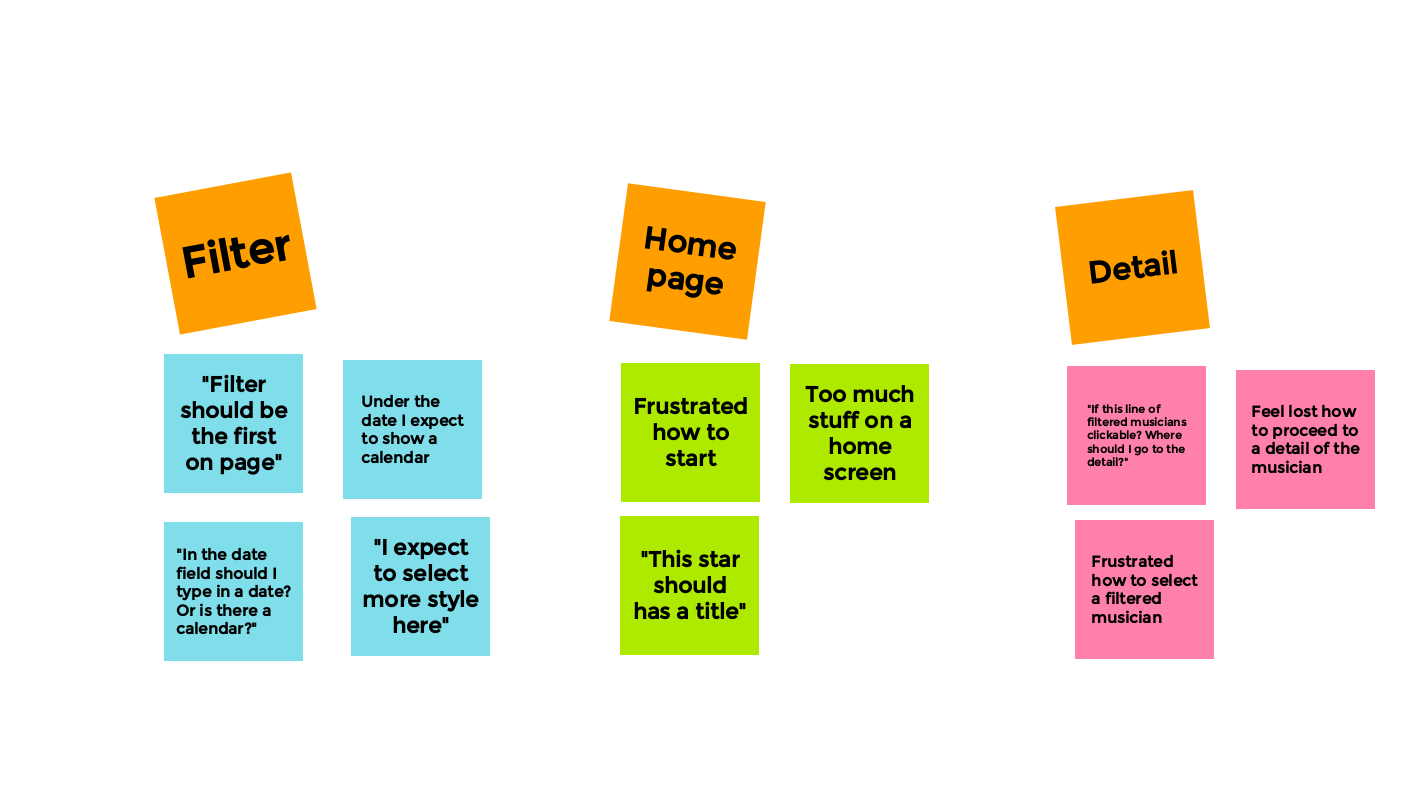 Filter
"Filter
should be
the first
on page"
Under the
date I expect
to show a
calendar
"In the date
field should I
type in a date?
Or is there a
calendar?"
"I expect
to select
more style
here"
Home
page
Frustrated
how to
start
Too much
stuff on a
home
screen
"This star
should
has a title"
Detail
"If this line of
filtered musicians
clickable? Where
should I go to the
detail?"
Feel lost how
to proceed to
a detail of the
musician
Frustrated
how to select
a filtered
musician